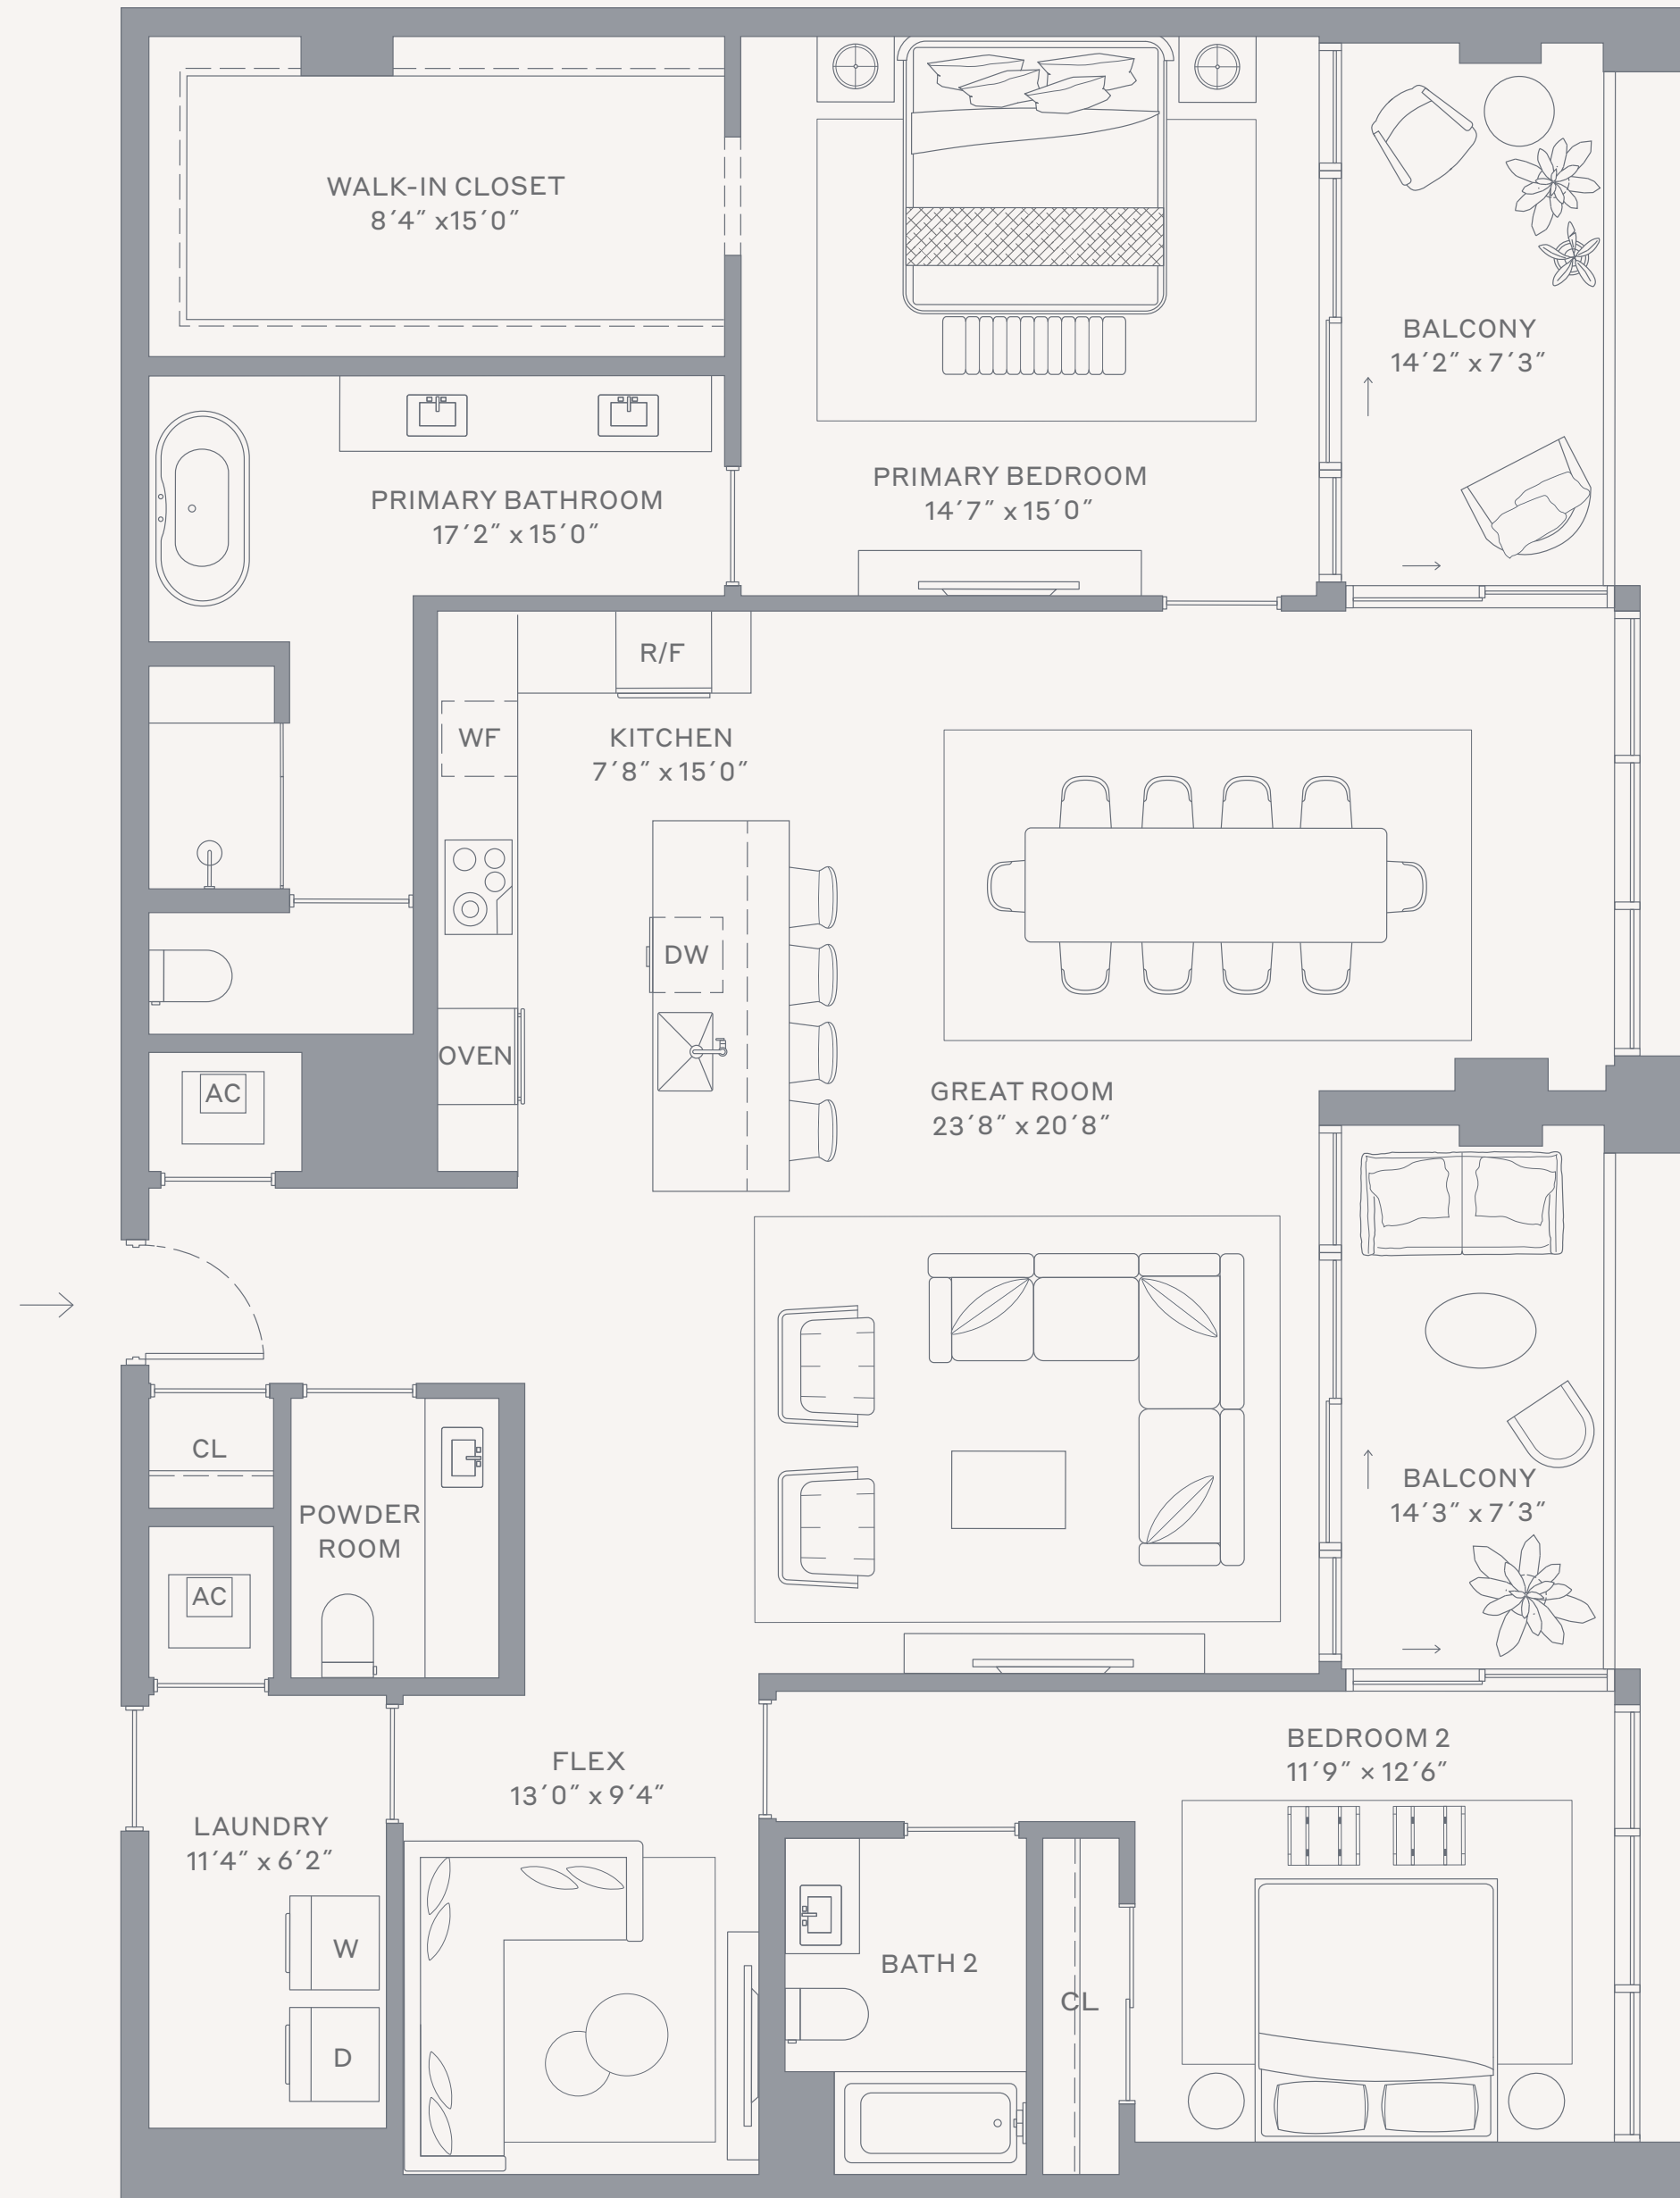 WALK-IN CLOSET
8´4˝ x15´0˝
BALCONY
14´2˝ x 7´3˝
PRIMARY BATHROOM
17´2˝ x 15´0˝
PRIMARY BEDROOM
14´7˝ x 15´0˝
R/F
WF
KITCHEN
7´8˝ x 15´0˝
DW
OVEN
AC
GREAT ROOM
23´8˝ x 20´8˝
CL
POWDER
ROOM
BALCONY
14´3˝ x 7´3˝
AC
FLEX
13´0˝ x 9´4˝
BEDROOM 2
11´9˝ × 12´6˝
LAUNDRY
11´4˝ x 6´2˝
W
BATH 2
CL
D